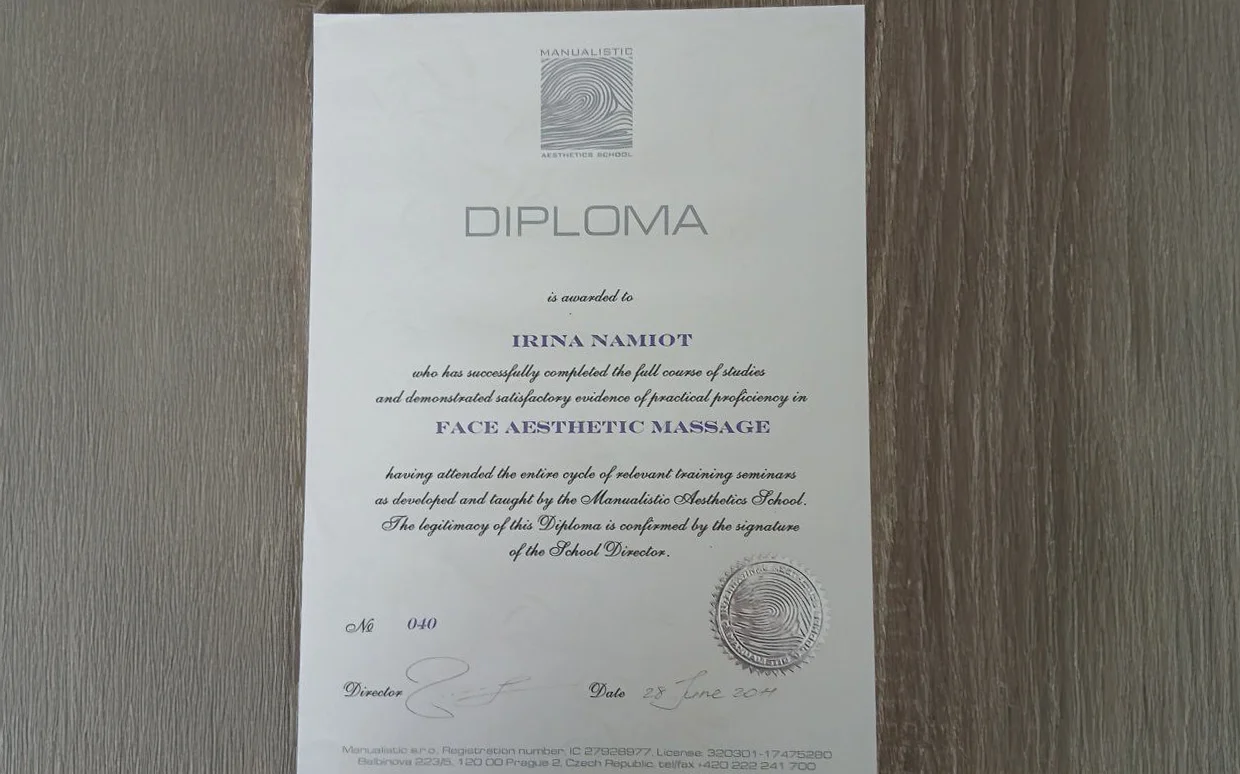 MANUALISTIC
AESTHETICS SCHOOL
DIPLOMA
is awarded to
IRINA NAMIOT
who has successfully completed the full course of studies
and demonstrated satisfactory evidence of practical proficiency in
FACE AESTHETIC MASSAGE
having attended the entire cycle of relevant training seminars
as developed and taught by the Manualistic Aesthetics School.
The legitimacy of this Diploma is confirmed by the signature
of the School Director.
№ 040
Director
Date 28 June 2011
Manualistic s.r.o, Registration number: IC 27928977, License: 320301-17475280
Belbinova 223/5, 120 00 Prague 2, Czech Republic, tel/fax +420 222 241 700